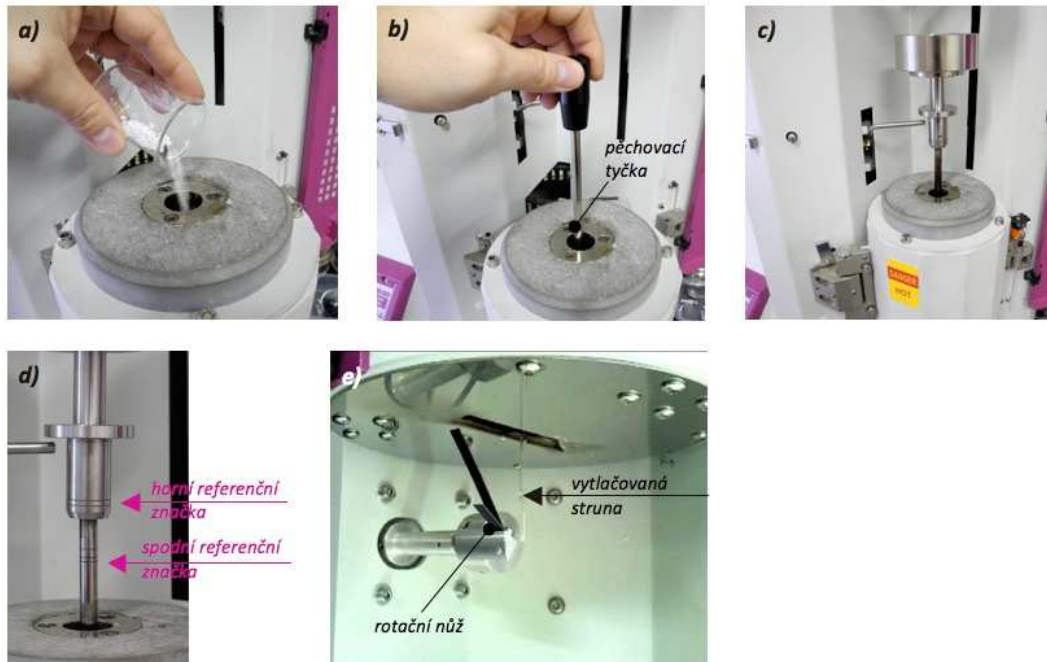 a)
b)
pěchovací
tyčka
c)
DANGER
HOT
d)
horní referenční
značka
spodní referenční
značka
e)
vytlačovaná
struna
rotační nůž